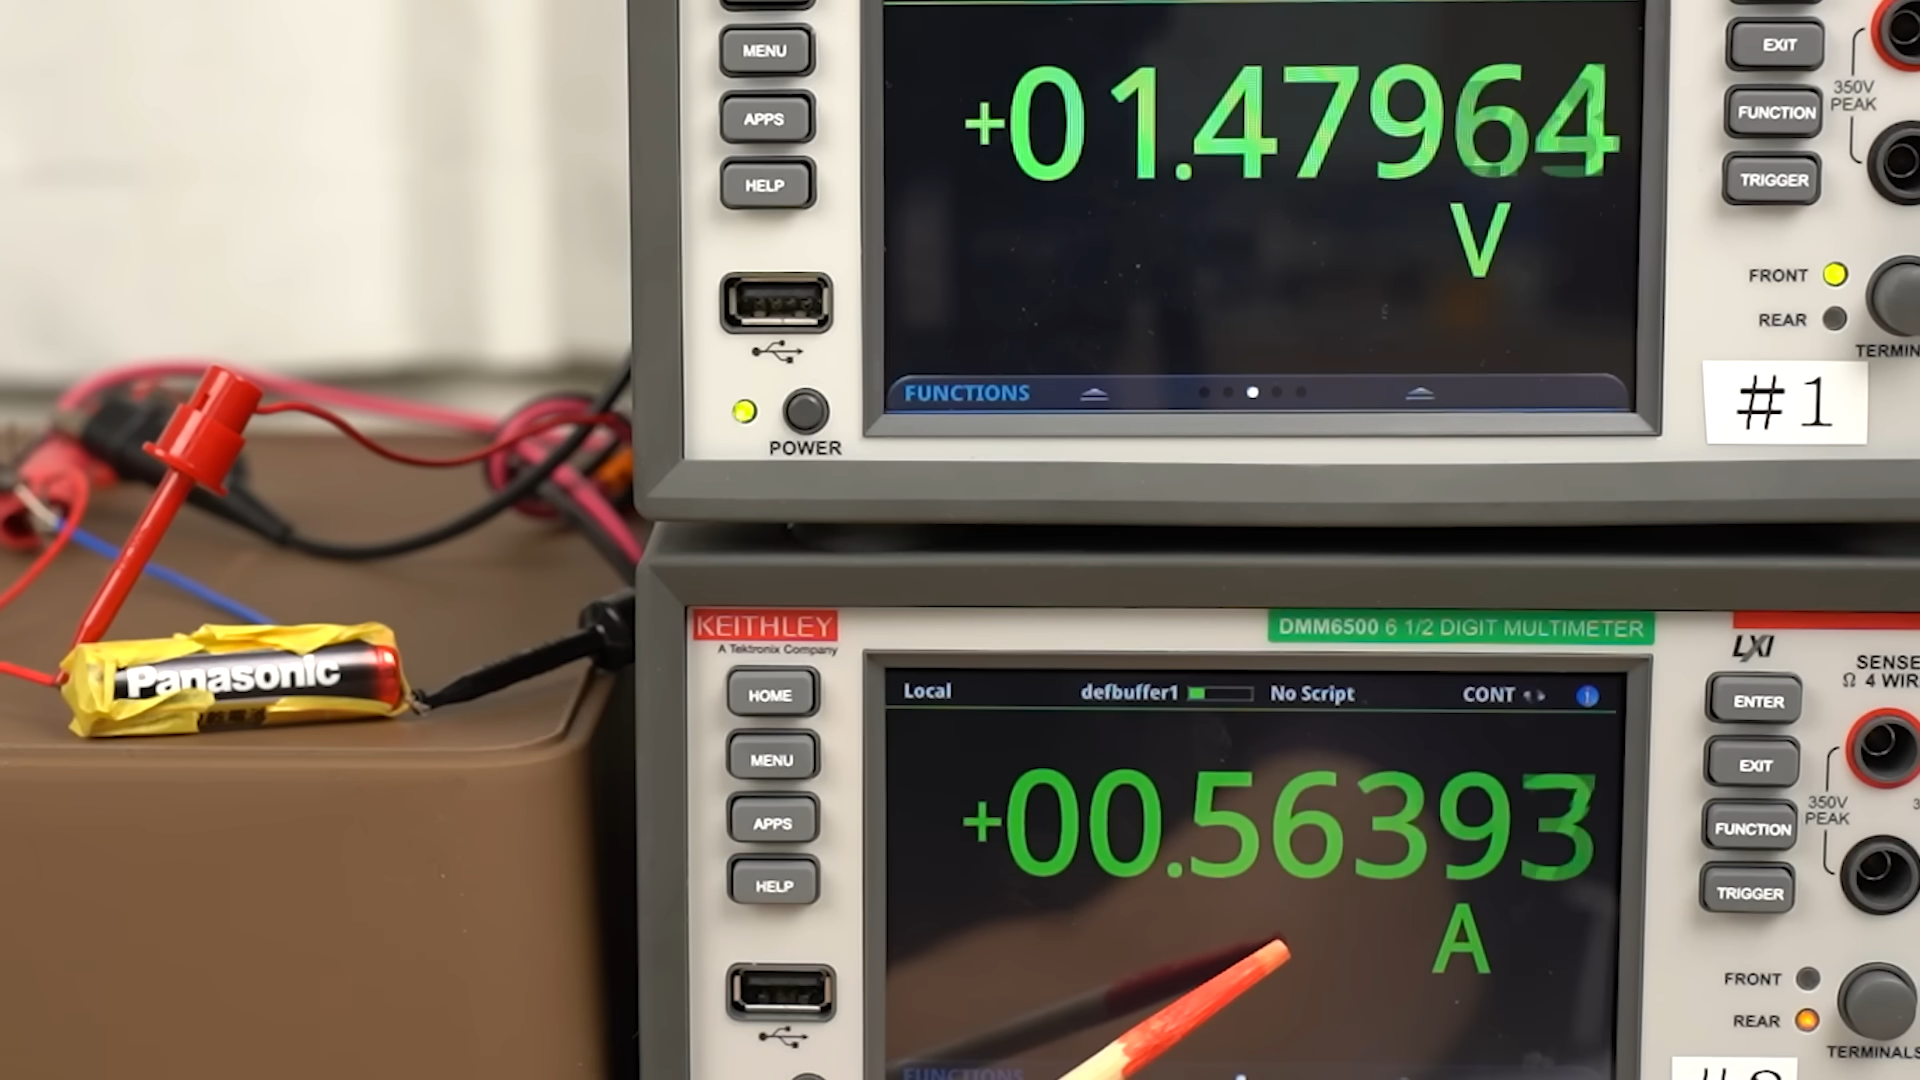 MENU
APPS
HELP
+01.47964
V
FUNCTIONS
POWER
EXIT
FUNCTION
TRIGGER
350V
PEAK
FRONT
REAR
#1
KEITHLEY
A Tektronix Company
DMM6500 6 1/2 DIGIT MULTIMETER
LXI
Panasonic
HOME
MENU
APPS
HELP
Local
defbuffer1
No Script
CONT
+00.56393
A
FUNCTIONS
SENSE
Ω 4 WIR
ENTER
EXIT
FUNCTION
TRIGGER
350V
PEAK
FRONT
REAR
TERMINALS